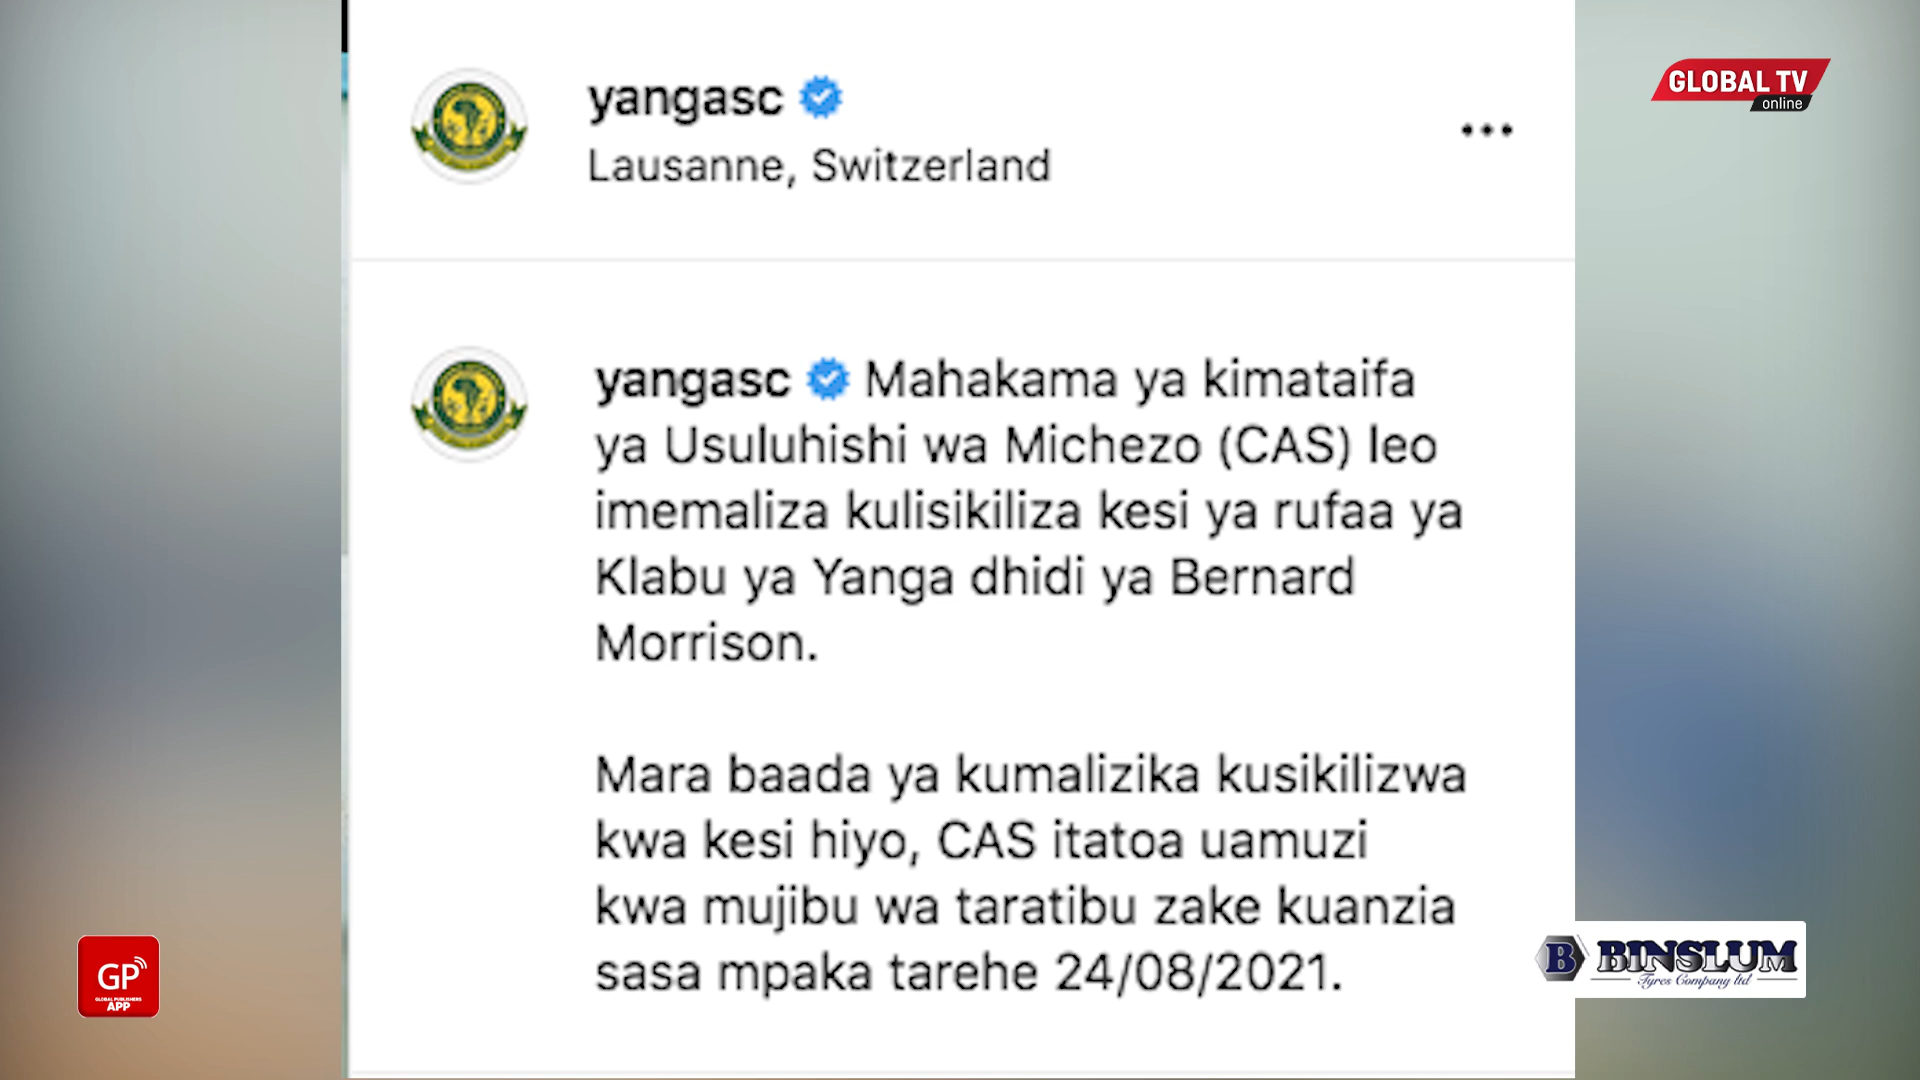 yangasc
Lausanne, Switzerland
GLOBAL TV
online
yangasc Mahakama ya kimataifa
ya Usuluhishi wa Michezo (CAS) leo
imemaliza kulisikiliza kesi ya rufaa ya
Klabu ya Yanga dhidi ya Bernard
Morrison.
Mara baada ya kumalizika kusikilizwa
kwa kesi hiyo, CAS itatoa uamuzi
kwa mujibu wa taratibu zake kuanzia
sasa mpaka tarehe 24/08/2021.
GP
GLOBAL PUBLISHERS
APP
B BINSLUM
Tyres Company ltd